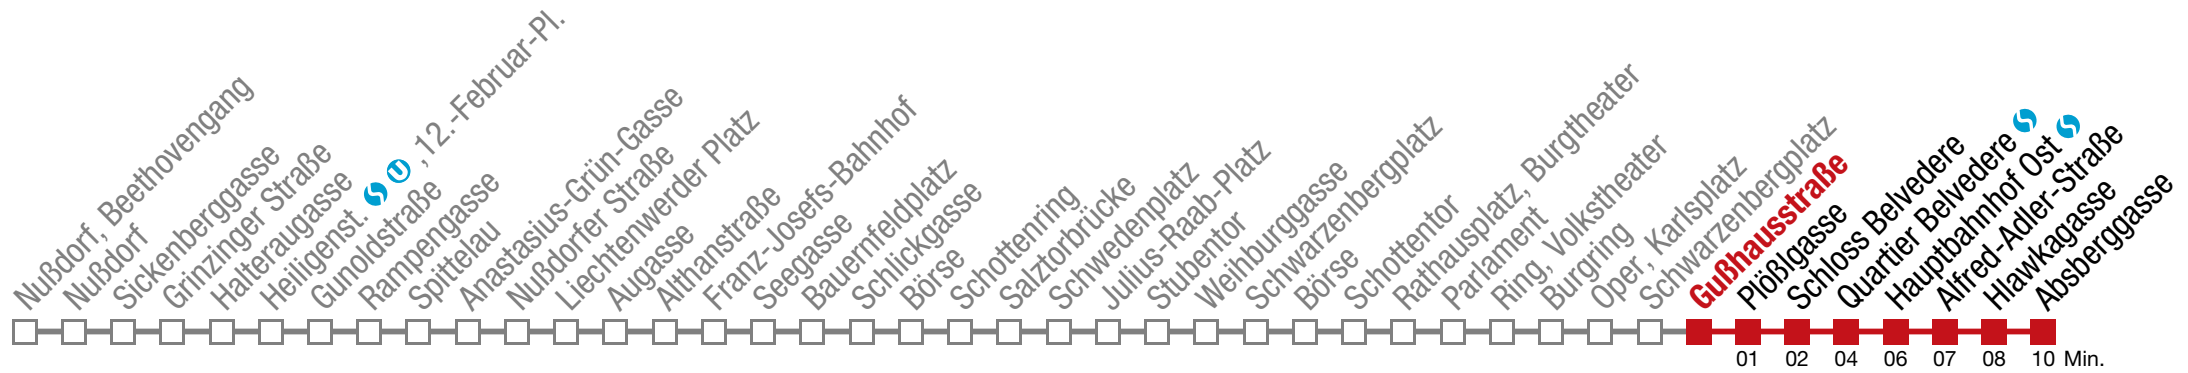 Nußdorf, Beethovengang
Nußdorf
Sickenberggasse
Grinzinger Straße
Halteraugasse
Heiligenst. S U , 12.-Februar-Pl.
Gunoldstraße
Rampengasse
Spittelau
Anastasius-Grün-Gasse
Nußdorfer Straße
Liechtenwerder Platz
Augasse
Althanstraße
Franz-Josefs-Bahnhof
Seegasse
Bauernfeldplatz
Schlickgasse
Börse
Schottenring
Salztorbrücke
Schwedenplatz
Julius-Raab-Platz
Stubentor
Weihburggasse
Schwarzenbergplatz
Börse
Schottentor
Rathausplatz, Burgtheater
Parlament
Ring, Volkstheater
Burgring
Oper, Karlsplatz
Schwarzenbergplatz
Gußhausstraße
Plößlgasse
Schloss Belvedere
Quartier Belvedere S
Hauptbahnhof Ost S
Alfred-Adler-Straße
Hawkagasse
Absberggasse
01 02 04 06 07 08 10 Min.